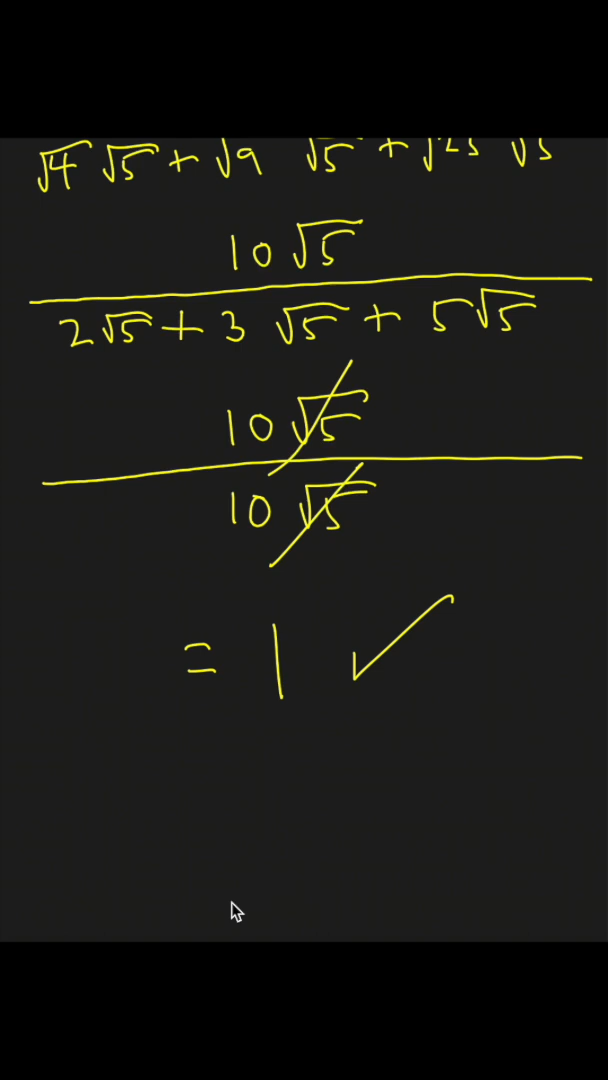 √4 √5 + √9 √5 + √25 √5
10 √5
2√5 + 3 √5 + 5√5
10 √5
10 √5
= 1 ✓